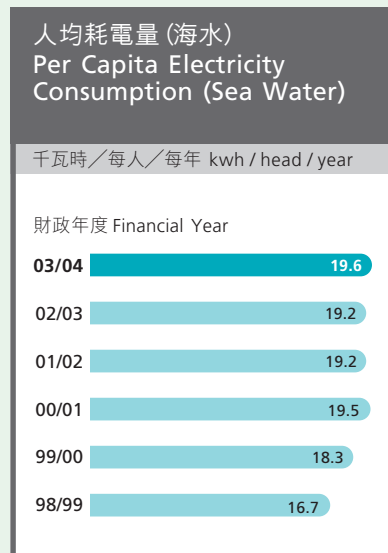 人均耗電量 (海水)
Per Capita Electricity
Consumption (Sea Water)
千瓦時／每人／每年 kwh / head / year
財政年度 Financial Year
03/04 19.6
02/03 19.2
01/02 19.2
00/01 19.5
99/00 18.3
98/99 16.7